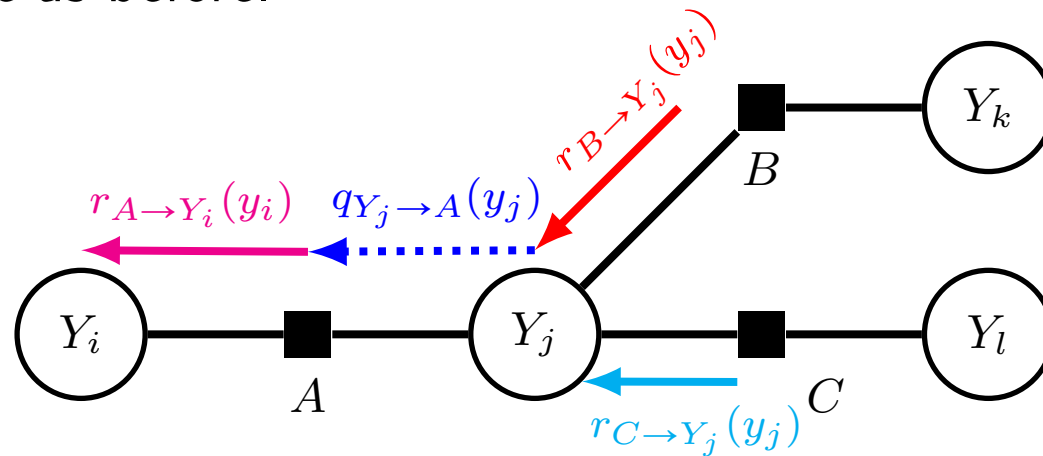 r_{B→Y_j}(y_j)
Y_k
B
r_{A→Y_i}(y_i)
q_{Y_j→A}(y_j)
Y_i
Y_j
Y_l
A
C
r_{C→Y_j}(y_j)